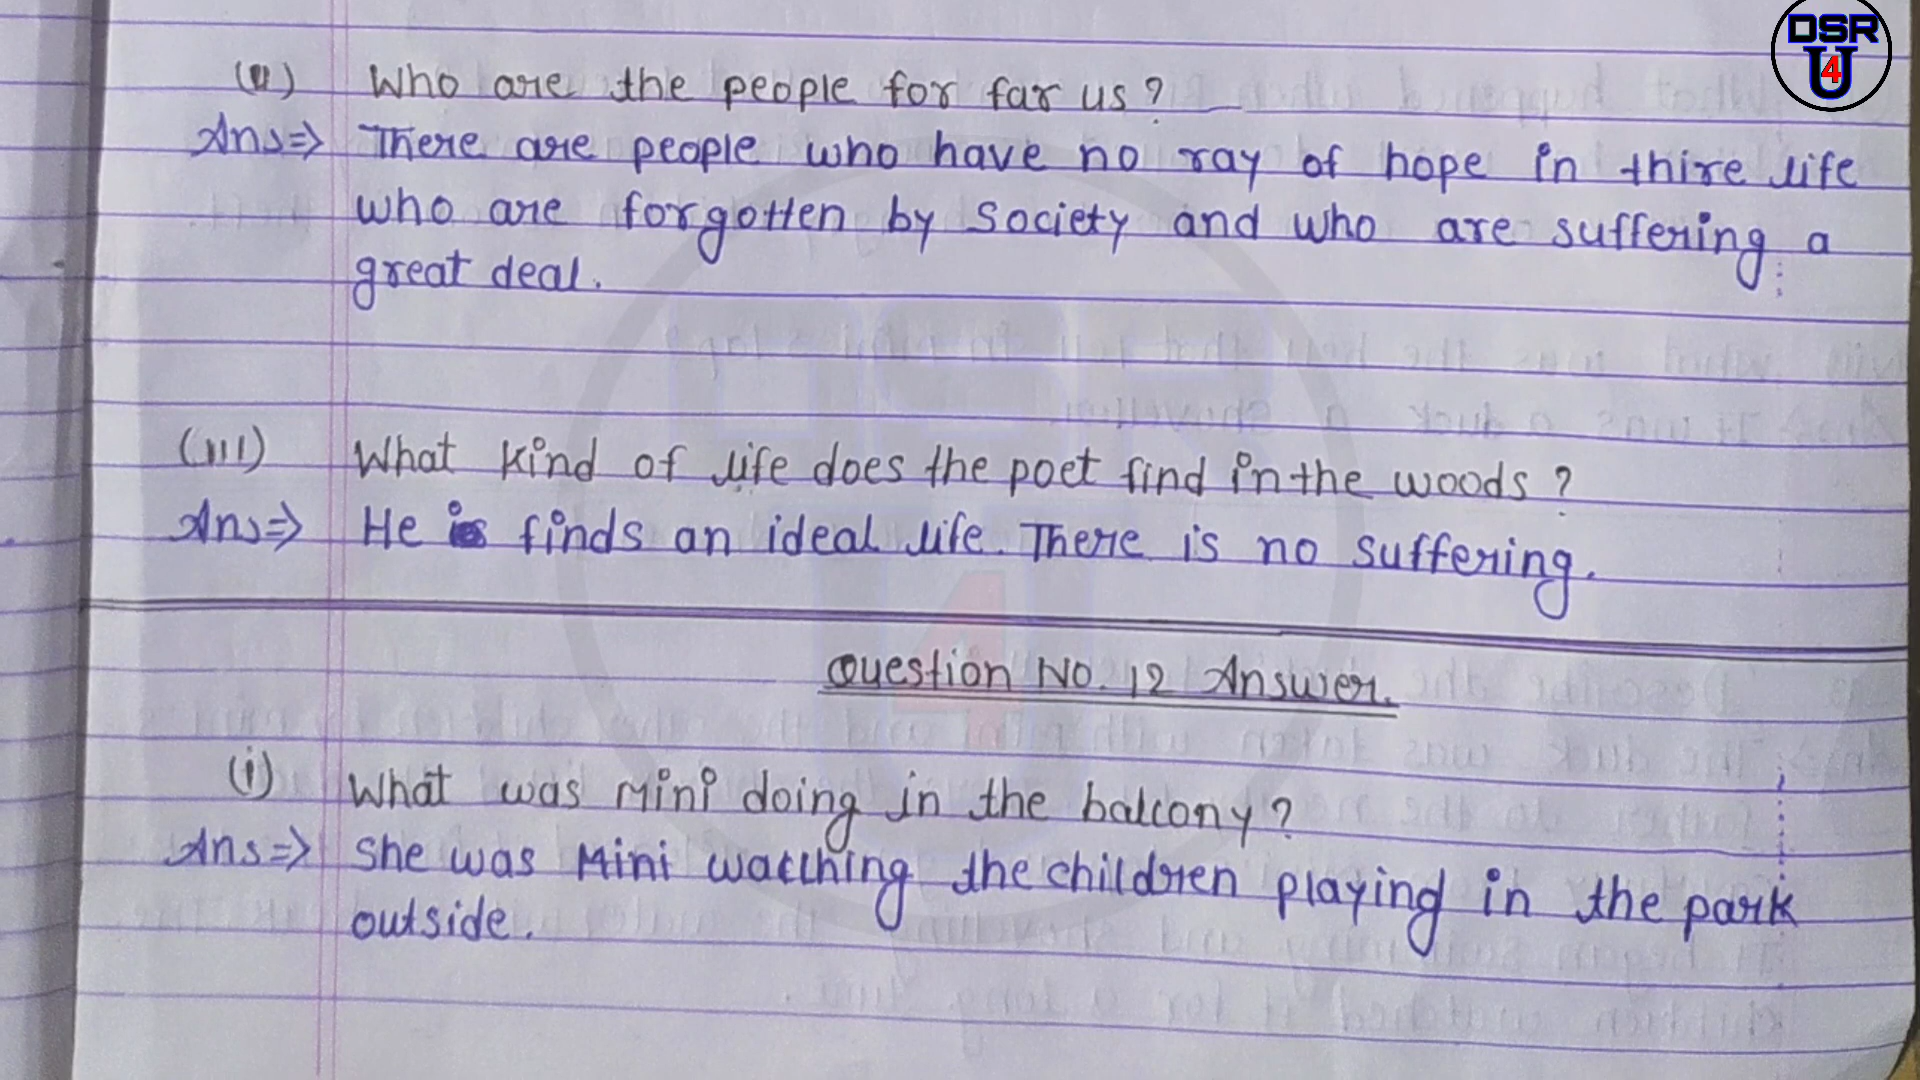 DSR
U
4
(ii) Who are the people for far us?
Ans⇒ There are people who have no ray of hope in thire life
who are forgotten by society and who are suffering a
great deal.
(iii) What kind of life does the poet find in the woods?
Ans⇒ He is finds an ideal life. There is no suffering.
Question No. 12 Answer.
(i) What was Mini doing in the balcony?
Ans⇒ She was Mini watching the children playing in the park
outside.